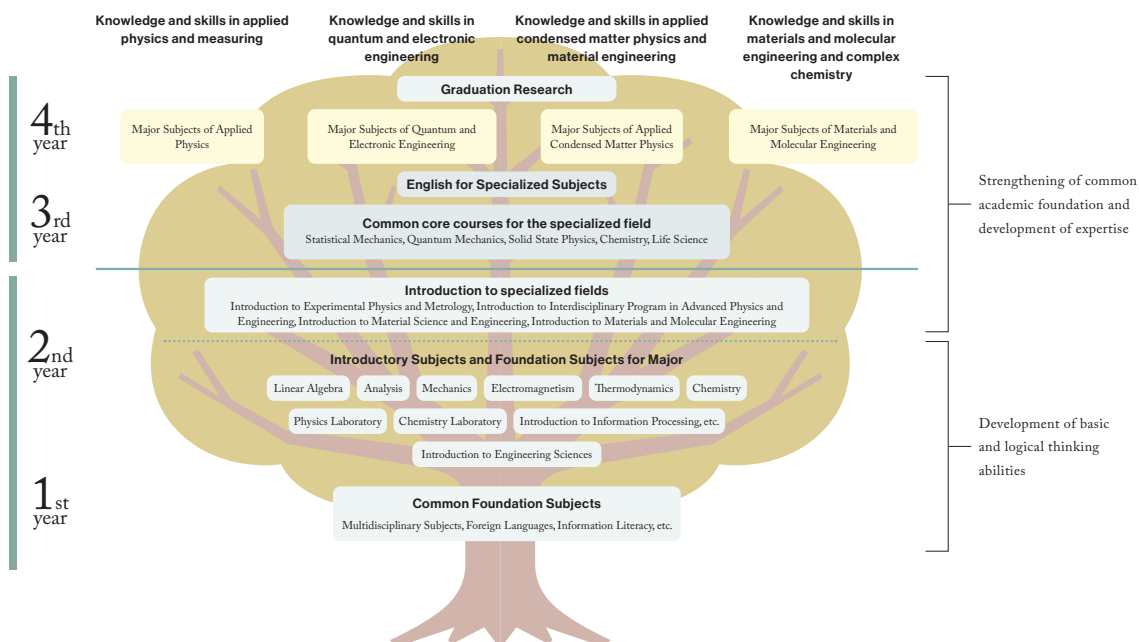 Knowledge and skills in applied
physics and measuring
Knowledge and skills in
quantum and electronic
engineering
Knowledge and skills in applied
condensed matter physics and
material engineering
Knowledge and skills in
materials and molecular
engineering and complex
chemistry
4th
year
Graduation Research
Major Subjects of Applied
Physics
Major Subjects of Quantum and
Electronic Engineering
Major Subjects of Applied
Condensed Matter Physics
Major Subjects of Materials and
Molecular Engineering
English for Specialized Subjects
3rd
year
Common core courses for the specialized field
Statistical Mechanics, Quantum Mechanics, Solid State Physics, Chemistry, Life Science
Strengthening of common
academic foundation and
development of expertise
Introduction to specialized fields
Introduction to Experimental Physics and Metrology, Introduction to Interdisciplinary Program in Advanced Physics and
Engineering, Introduction to Material Science and Engineering, Introduction to Materials and Molecular Engineering
2nd
year
Introductory Subjects and Foundation Subjects for Major
Linear Algebra
Analysis
Mechanics
Electromagnetism
Thermodynamics
Chemistry
Physics Laboratory
Chemistry Laboratory
Introduction to Information Processing, etc.
Introduction to Engineering Sciences
Development of basic
and logical thinking
abilities
1st
year
Common Foundation Subjects
Multidisciplinary Subjects, Foreign Languages, Information Literacy, etc.